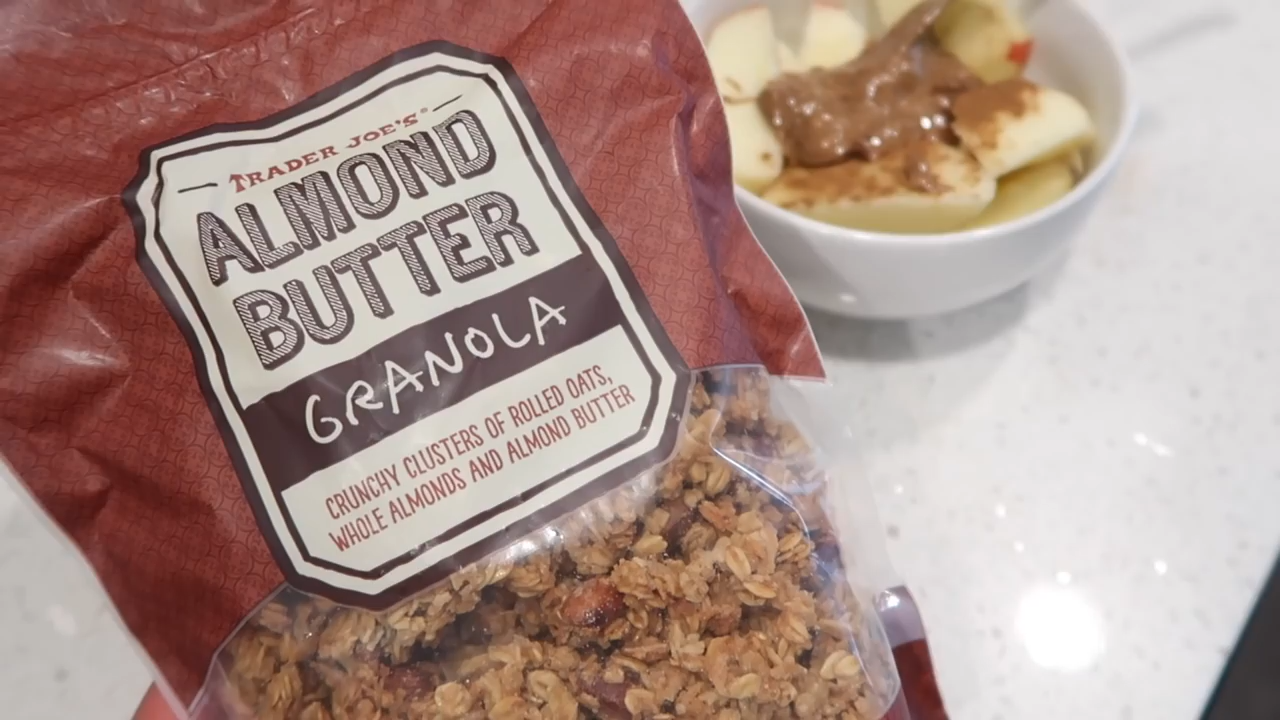 TRADER JOE'S®
ALMOND
BUTTER
GRANOLA
CRUNCHY CLUSTERS OF ROLLED OATS,
WHOLE ALMONDS AND ALMOND BUTTER